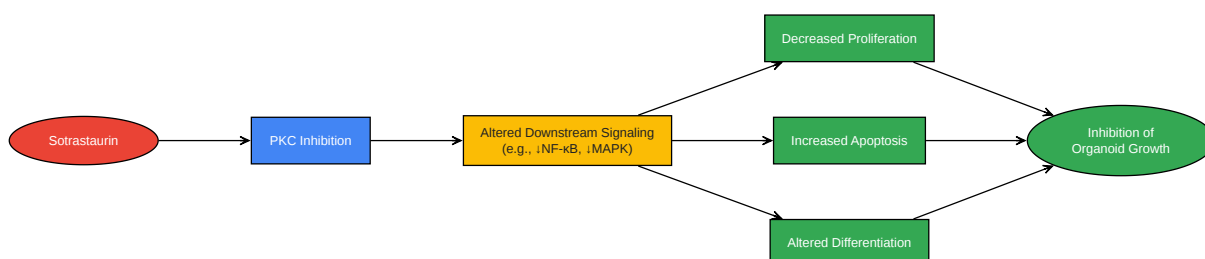 Decreased Proliferation
Sotrastaurin
PKC Inhibition
Altered Downstream Signaling
(e.g., ↓NF-κB, ↓MAPK)
Increased Apoptosis
Inhibition of
Organoid Growth
Altered Differentiation